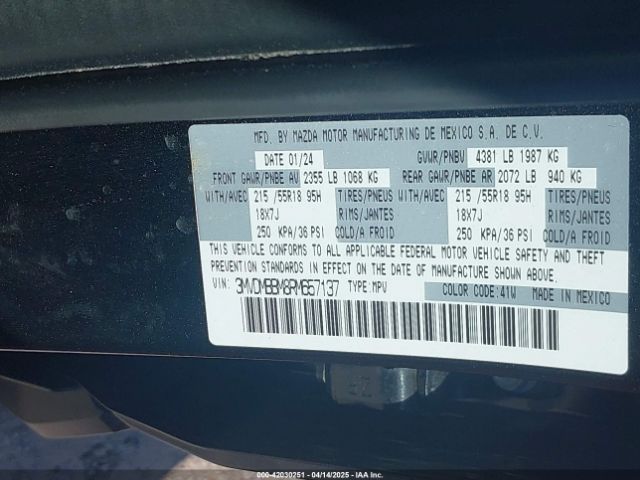 MFD. BY MAZDA MOTOR MANUFACTURING DE MEXICO S.A. DE C.V.
DATE 01/24 GVWR/PNBV 4381 LB 1987 KG
FRONT GAWR/PNBE AV 2355 LB 1068 KG REAR GAWR/PNBE AR 2072 LB 940 KG
WITH/AVEC 215 /55R18 95H TIRES/PNEUS WITH/AVEC 215 /55R18 95H TIRES/PNEUS
18X7J RIMS/JANTES 18X7J RIMS/JANTES
250 KPA/36 PSI COLD/A FROID 250 KPA/36 PSI COLD/A FROID
THIS VEHICLE CONFORMS TO ALL APPLICABLE FEDERAL MOTOR VEHICLE SAFETY AND THEFT
PREVENTION STANDARDS IN EFFECT ON THE DATE OF MANUFACTURE SHOWN ABOVE.
VIN: 3MVDMBBM8RM657137 TYPE: MPV COLOR CODE: 41W MADE IN MEXICO
000-42030251 - 04/14/2025 - IAAI.CA